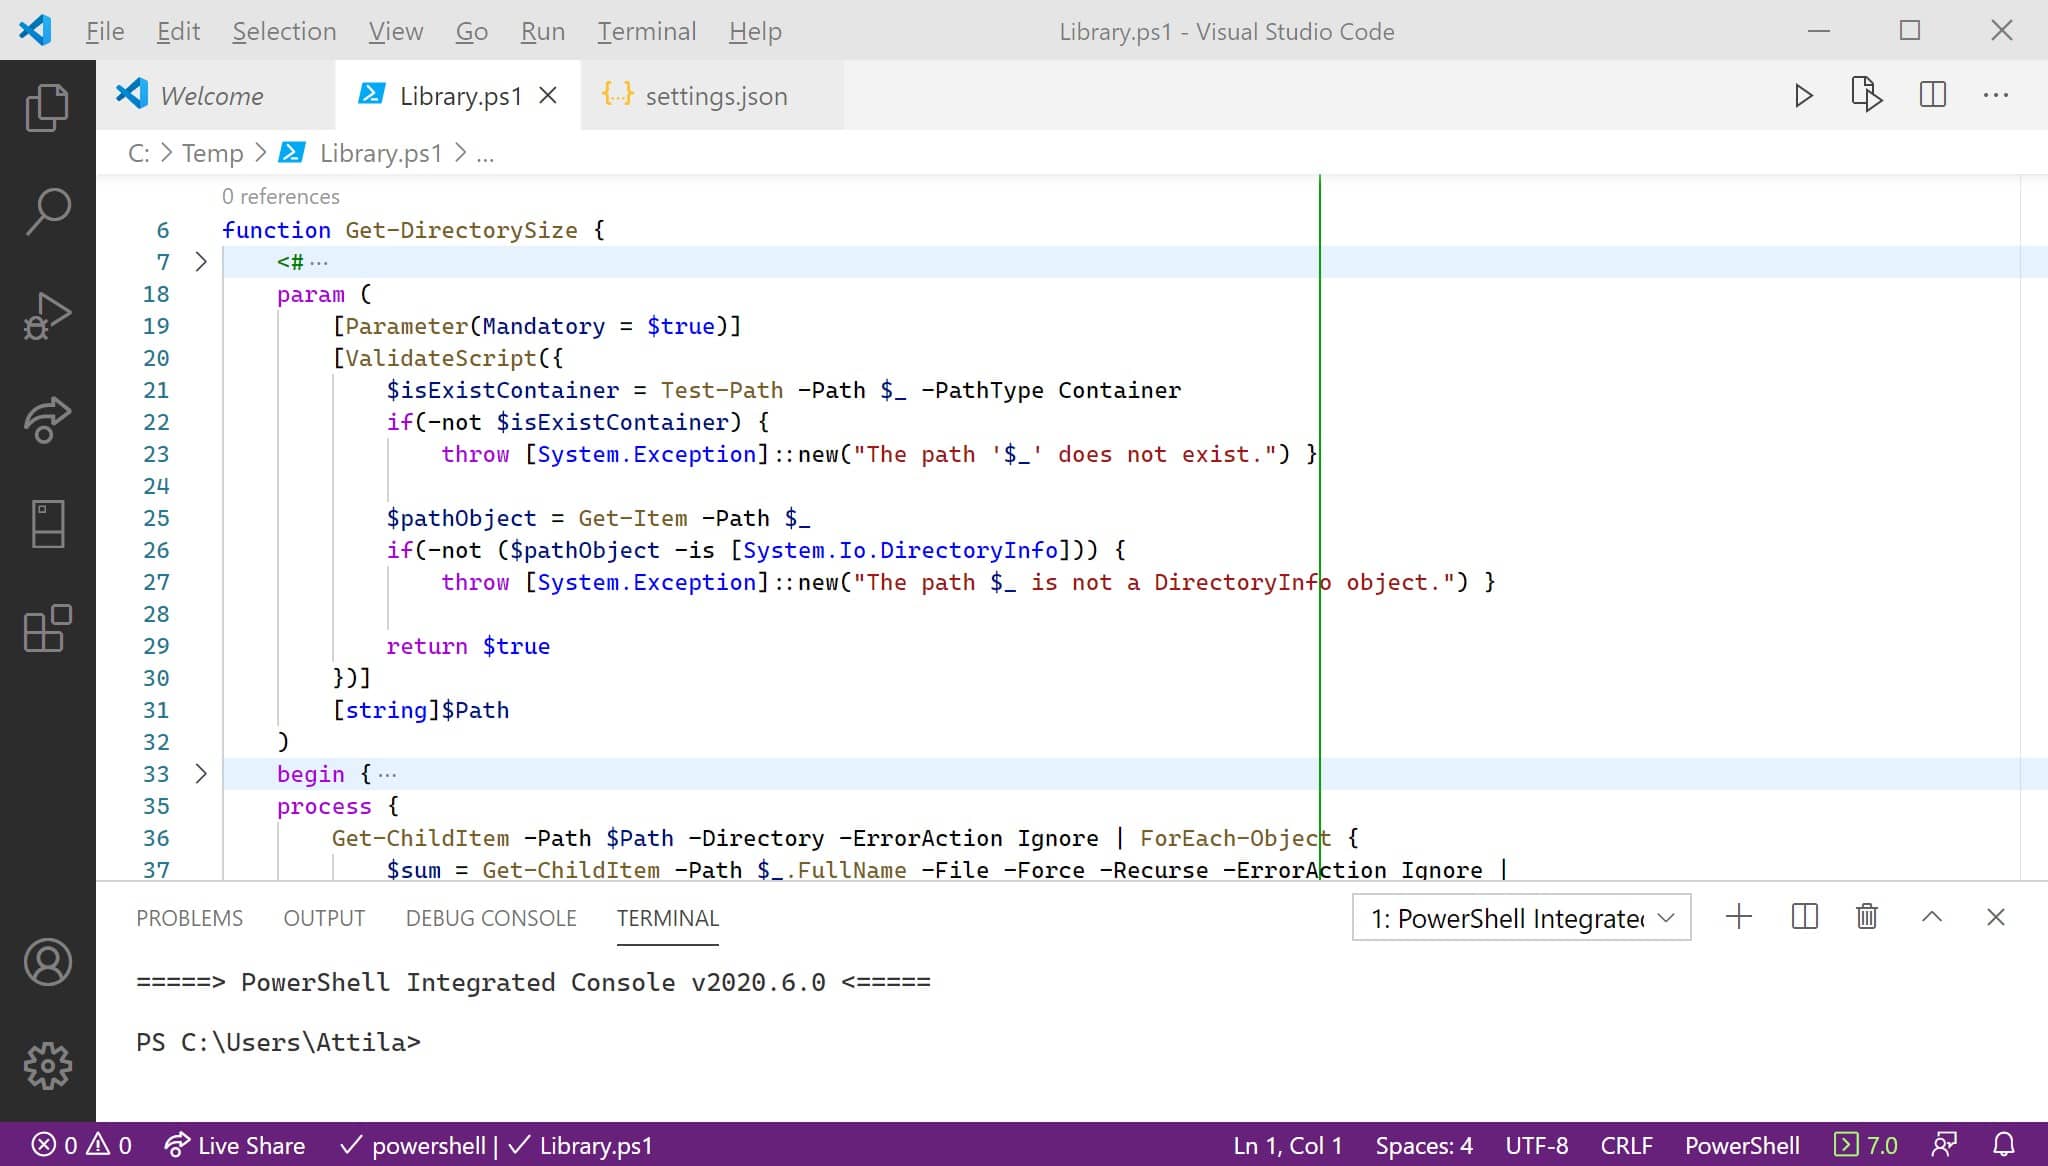 File Edit Selection View Go Run Terminal Help Library.ps1 - Visual Studio Code
Welcome Library.ps1 settings.json
C: > Temp > Library.ps1 > ...
0 references
6 function Get-DirectorySize {
7 <# ...
18 param (
19 [Parameter(Mandatory = $true)]
20 [ValidateScript({
21 $isExistContainer = Test-Path -Path $_ -PathType Container
22 if(-not $isExistContainer) {
23 throw [System.Exception]::new("The path '$_' does not exist.") }
24
25 $pathObject = Get-Item -Path $_
26 if(-not ($pathObject -is [System.Io.DirectoryInfo])) {
27 throw [System.Exception]::new("The path $_ is not a DirectoryInfo object.") }
28
29 return $true
30 })]
31 [string]$Path
32 )
33 begin { ...
35 process {
36 Get-ChildItem -Path $Path -Directory -ErrorAction Ignore | ForEach-Object {
37 $sum = Get-ChildItem -Path $_.FullName -File -Force -Recurse -ErrorAction Ignore |
PROBLEMS OUTPUT DEBUG CONSOLE TERMINAL 1: PowerShell Integrated
=====> PowerShell Integrated Console v2020.6.0 <=====
PS C:\Users\Attila>
0 0 Live Share powershell | Library.ps1 Ln 1, Col 1 Spaces: 4 UTF-8 CRLF PowerShell 7.0